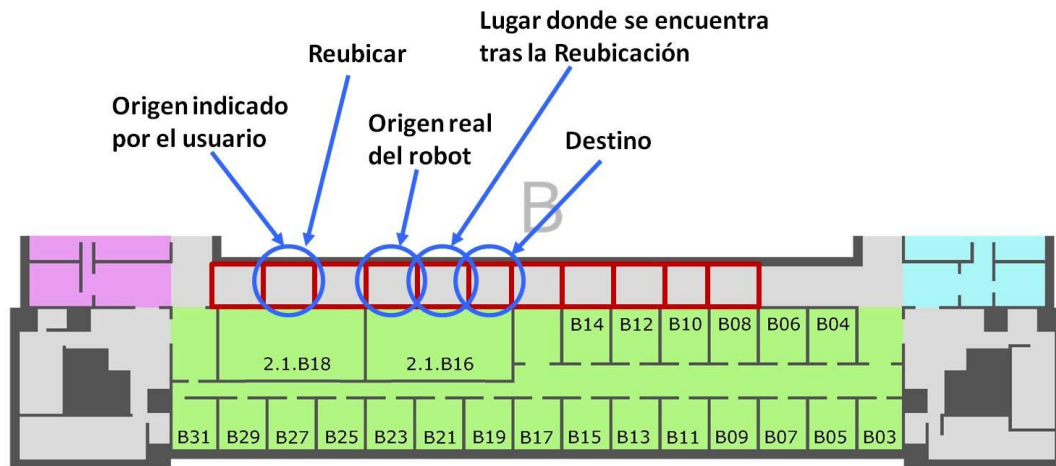 Lugar donde se encuentra
tras la Reubicación
Reubicar
Origen indicado
por el usuario
Origen real
del robot
Destino
B
B14 B12 B10 B08 B06 B04
2.1.B18 2.1.B16
B31 B29 B27 B25 B23 B21 B19 B17 B15 B13 B11 B09 B07 B05 B03